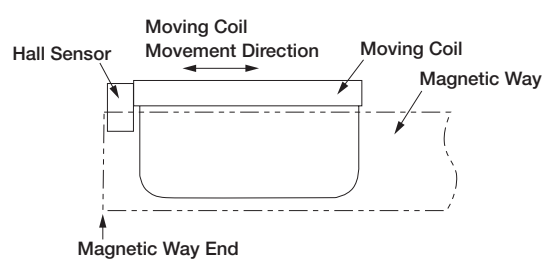 Moving Coil
Movement Direction
Hall Sensor
Moving Coil
Magnetic Way
Magnetic Way End